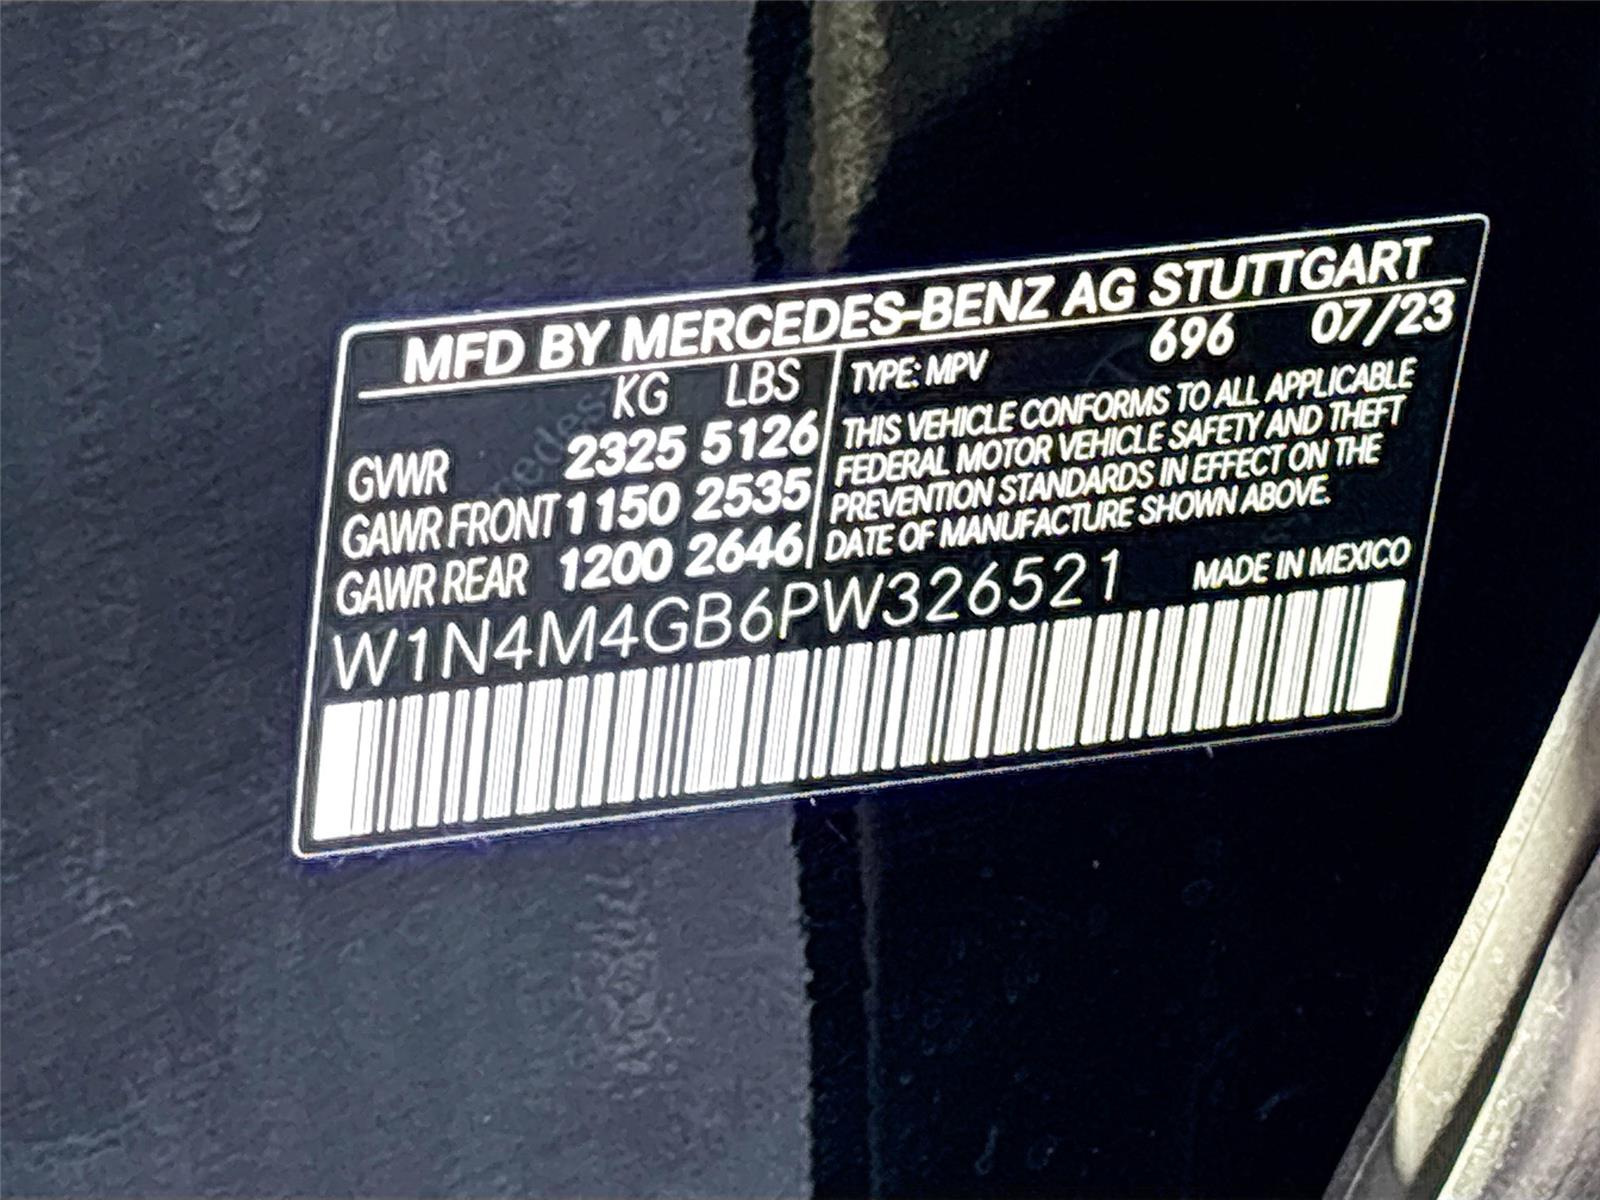 MFD BY MERCEDES-BENZ AG STUTTGART
KG LBS
GVWR 2325 5126
GAWR FRONT 1150 2535
GAWR REAR 1200 2646
TYPE: MPV 696 07/23
THIS VEHICLE CONFORMS TO ALL APPLICABLE
FEDERAL MOTOR VEHICLE SAFETY AND THEFT
PREVENTION STANDARDS IN EFFECT ON THE
DATE OF MANUFACTURE SHOWN ABOVE.
W1N4M4GB6PW326521 MADE IN MEXICO